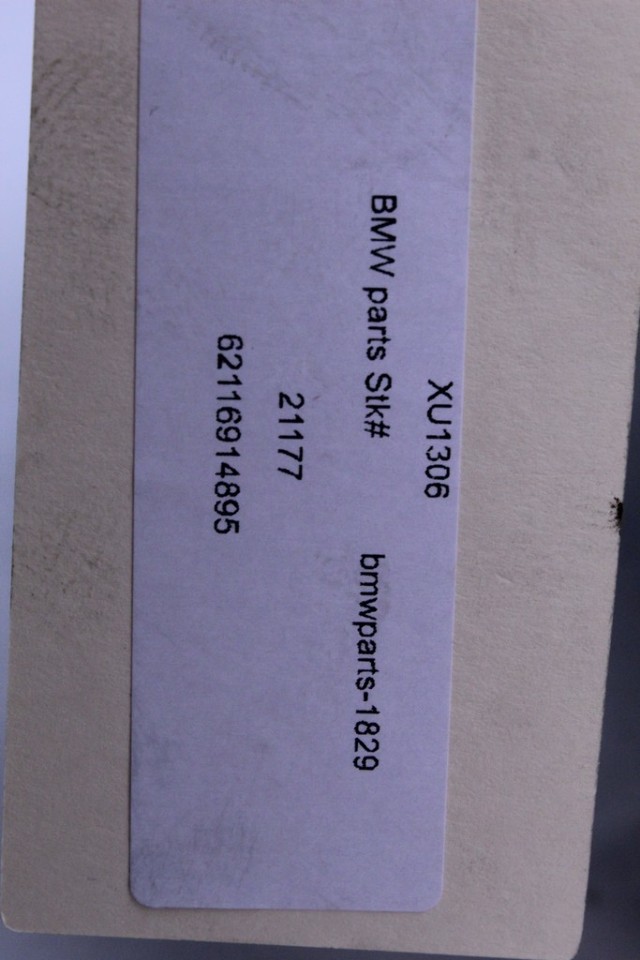 XU1306
BMW parts Stk# bmwparts-1829
21177
62116914895